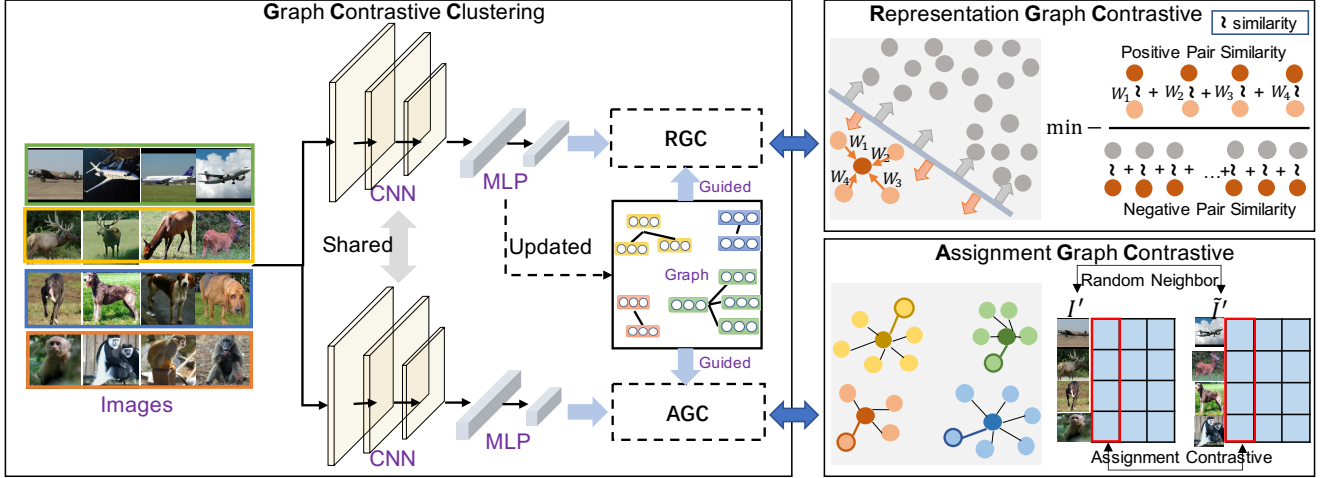 Graph Contrastive Clustering
CNN
MLP
RGC
Guided
Shared
Updated
Graph
Guided
Images
CNN
MLP
AGC
Representation Graph Contrastive
~ similarity
Positive Pair Similarity
W1 ~ + W2 ~ + W3 ~ + W4 ~
min −
W1
W2
W3
W4
+ + + ...+ + +
Negative Pair Similarity
Assignment Graph Contrastive
Random Neighbor
I′ Ĩ′
Assignment Contrastive